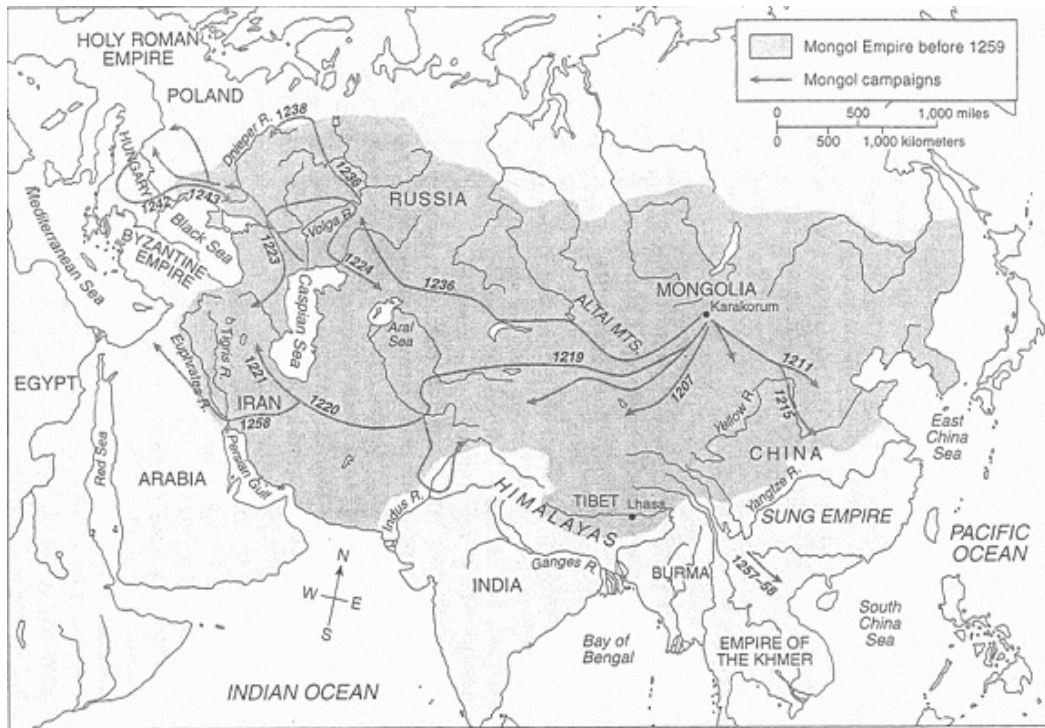 HOLY ROMAN
EMPIRE
POLAND
Mongol Empire before 1259
Mongol campaigns
0 500 1,000 miles
0 500 1,000 kilometers
Dnieper R.
1238
HUNGARY
1242
1243
1236
RUSSIA
Volga R.
Mediterranean Sea
Black Sea
BYZANTINE
EMPIRE
1223
1224
1236
Caspian Sea
Aral
Sea
ALTAI MTS.
MONGOLIA
Karakorum
1219
1211
1207
1215
Yellow R.
CHINA
East
China
Sea
EGYPT
Euphrates R.
Tigris R.
1221
IRAN
1220
1258
Red Sea
ARABIA
Persian Gulf
Indus R.
HIMALAYAS
TIBET
Lhasa
Yangtze R.
SUNG EMPIRE
PACIFIC
OCEAN
N
W
E
S
INDIA
Ganges R.
BURMA
1257–58
Bay of
Bengal
EMPIRE OF
THE KHMER
South
China
Sea
INDIAN OCEAN